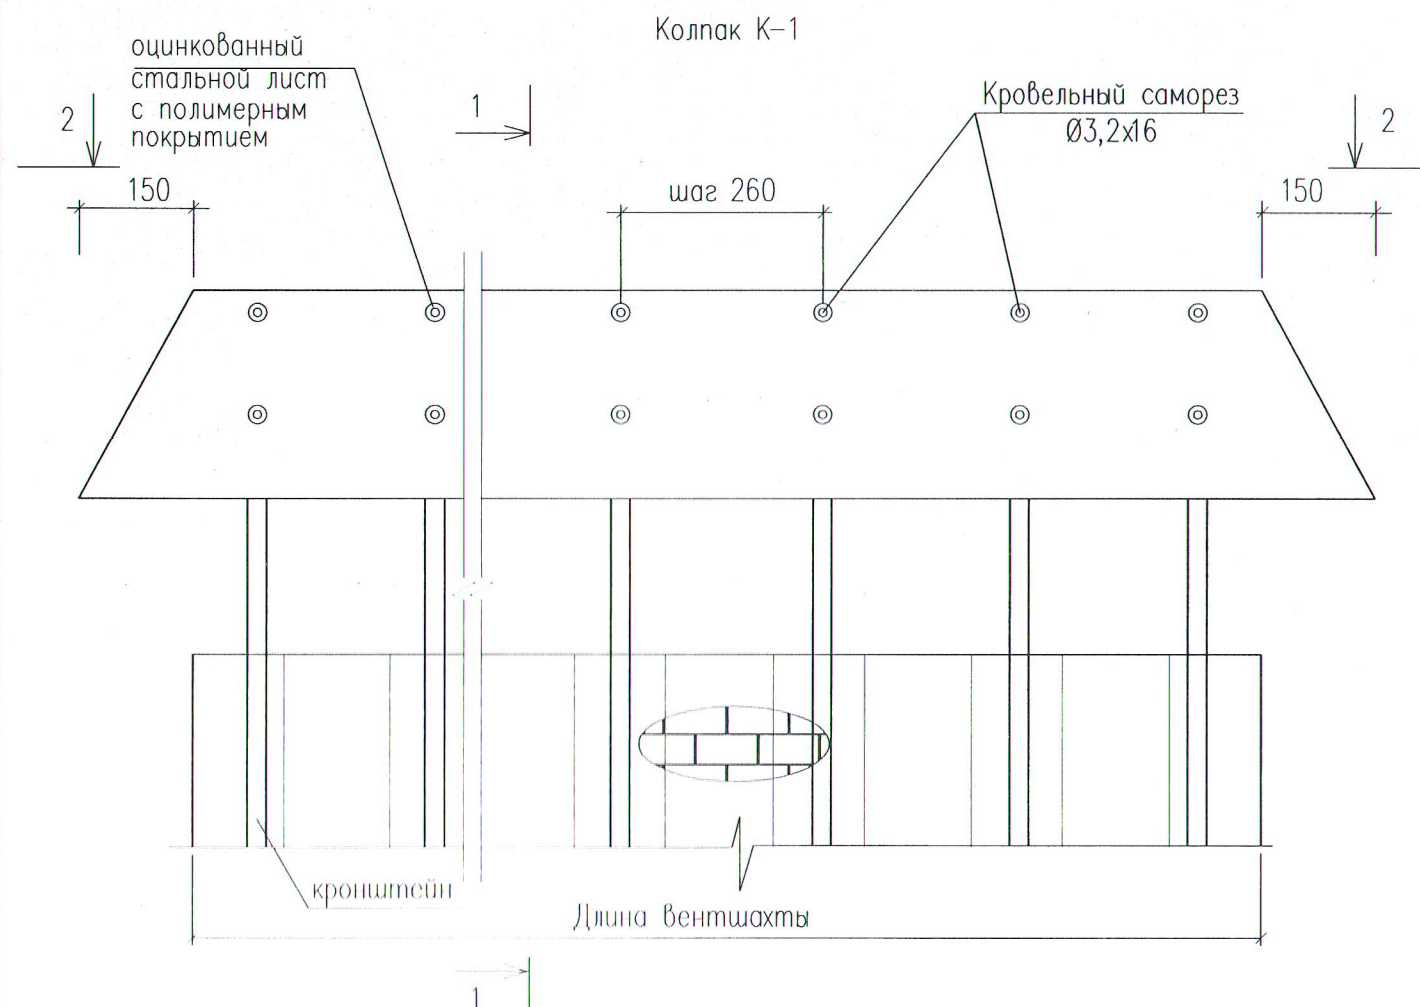 Колпак К-1
оцинкованный
стальной лист
с полимерным
покрытием
Кровельный саморез
Ø3,2х16
2
1
2
150
шаг 260
150
кронштейн
Длина вентшахты
1